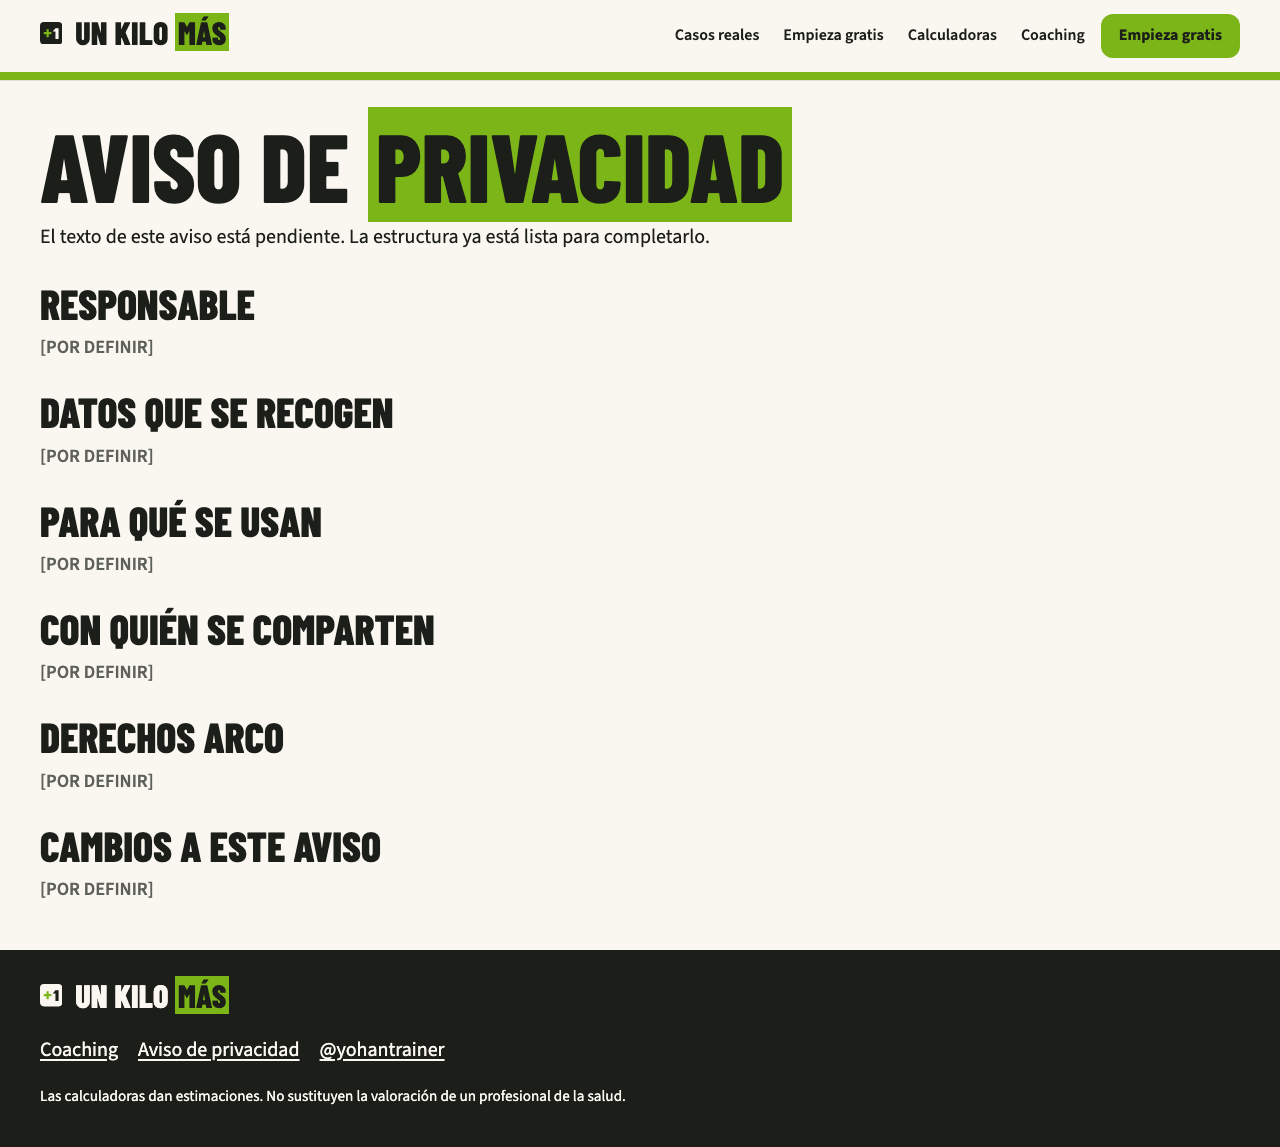 +1 UN KILO MÁS
Casos reales
Empieza gratis
Calculadoras
Coaching
Empieza gratis
AVISO DE PRIVACIDAD
El texto de este aviso está pendiente. La estructura ya está lista para completarlo.
RESPONSABLE
[POR DEFINIR]
DATOS QUE SE RECOGEN
[POR DEFINIR]
PARA QUÉ SE USAN
[POR DEFINIR]
CON QUIÉN SE COMPARTEN
[POR DEFINIR]
DERECHOS ARCO
[POR DEFINIR]
CAMBIOS A ESTE AVISO
[POR DEFINIR]
+1 UN KILO MÁS
Coaching
Aviso de privacidad
@yohantrainer
Las calculadoras dan estimaciones. No sustituyen la valoración de un profesional de la salud.